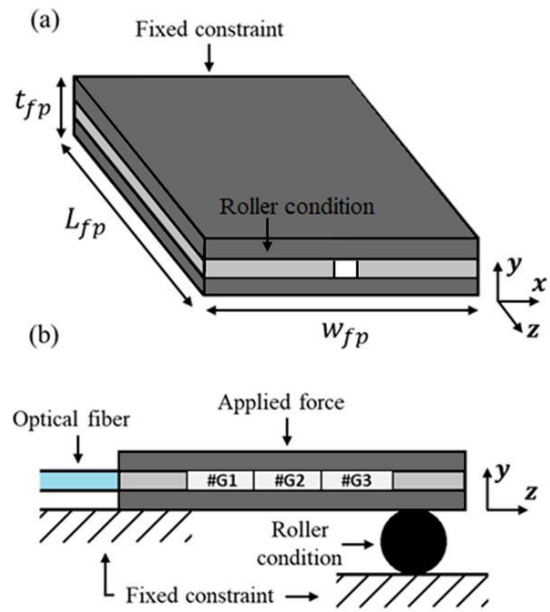 (a)
Fixed constraint
t_fp
L_fp
Roller condition
w_fp
y
x
z
(b)
Optical fiber
Applied force
#G1 #G2 #G3
y
z
Roller
condition
Fixed constraint